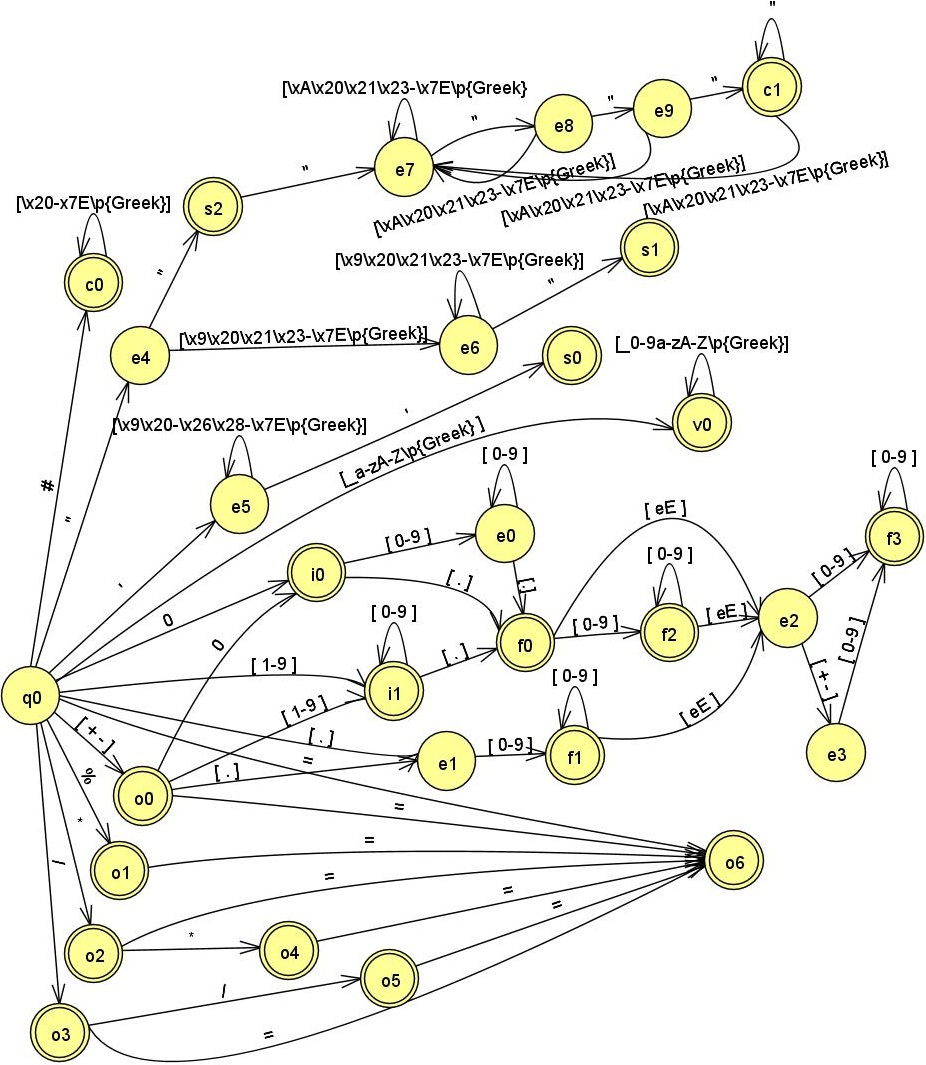 "
[\xA\x20\x21\x23-\x7E\p{Greek}
"
"
"
c1
e9
e8
e7
"
[\xA\x20\x21\x23-\x7E\p{Greek}]
[\xA\x20\x21\x23-\x7E\p{Greek}]
[\xA\x20\x21\x23-\x7E\p{Greek}]
s2
[\x20-x7E\p{Greek}]
c0
"
[\x9\x20\x21\x23-\x7E\p{Greek}]
"
s1
e4
[\x9\x20\x21\x23-\x7E\p{Greek}]
e6
s0
[_0-9a-zA-Z\p{Greek}]
v0
[\x9\x20-\x26\x28-\x7E\p{Greek}]
'
[_a-zA-Z\p{Greek} ]
#
"
e5
[ 0-9 ]
e0
[ 0-9 ]
[ eE ]
[ 0-9 ]
f3
'
0
i0
[ 0-9 ]
[ . ]
[.]
[ 0-9 ]
[ 0-9 ]
0
[ 0-9 ]
f0
[ 0-9 ]
f2
[ eE ]
e2
[ 0-9 ]
q0
[ 1-9 ]
i1
[ . ]
[ 1-9 ]
[ 0-9 ]
[ eE ]
[ +- ]
[ +- ]
[ . ]
=
[ . ]
e1
[ 0-9 ]
f1
e3
%
o0
=
*
=
o1
=
/
=
=
o6
o2
*
o4
/
o5
=
o3